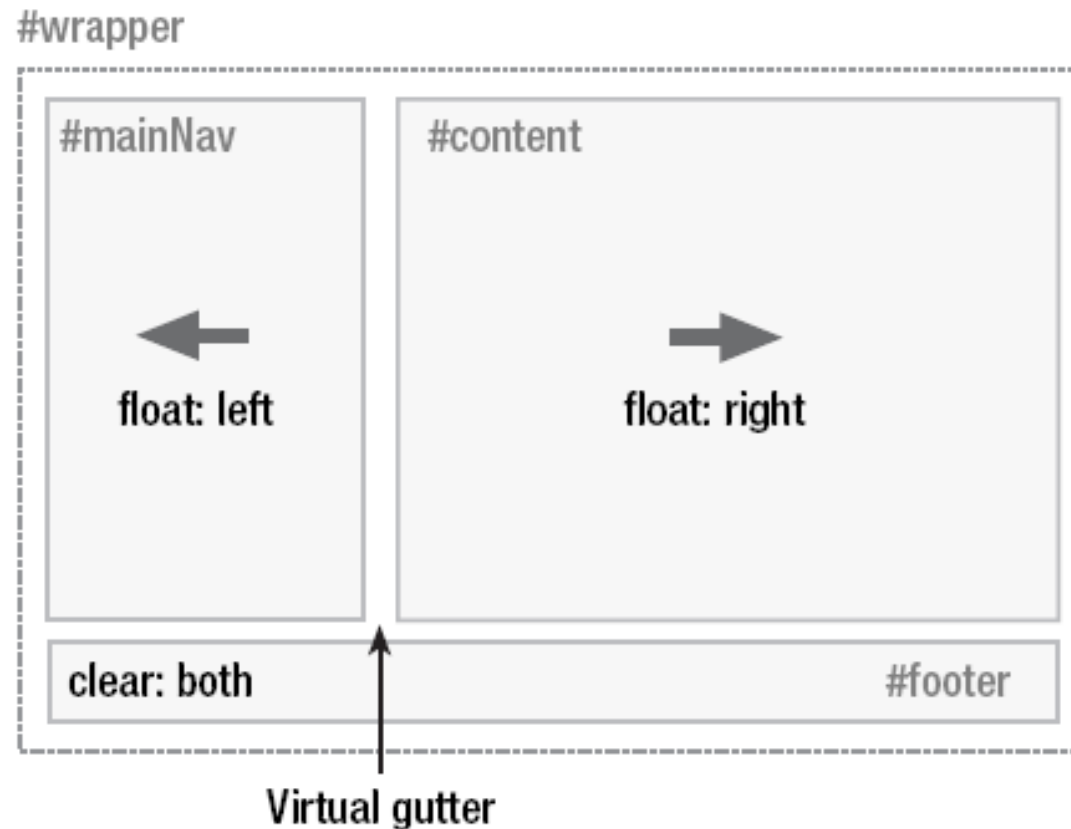 #wrapper
#mainNav
#content
float: left
float: right
clear: both
#footer
Virtual gutter